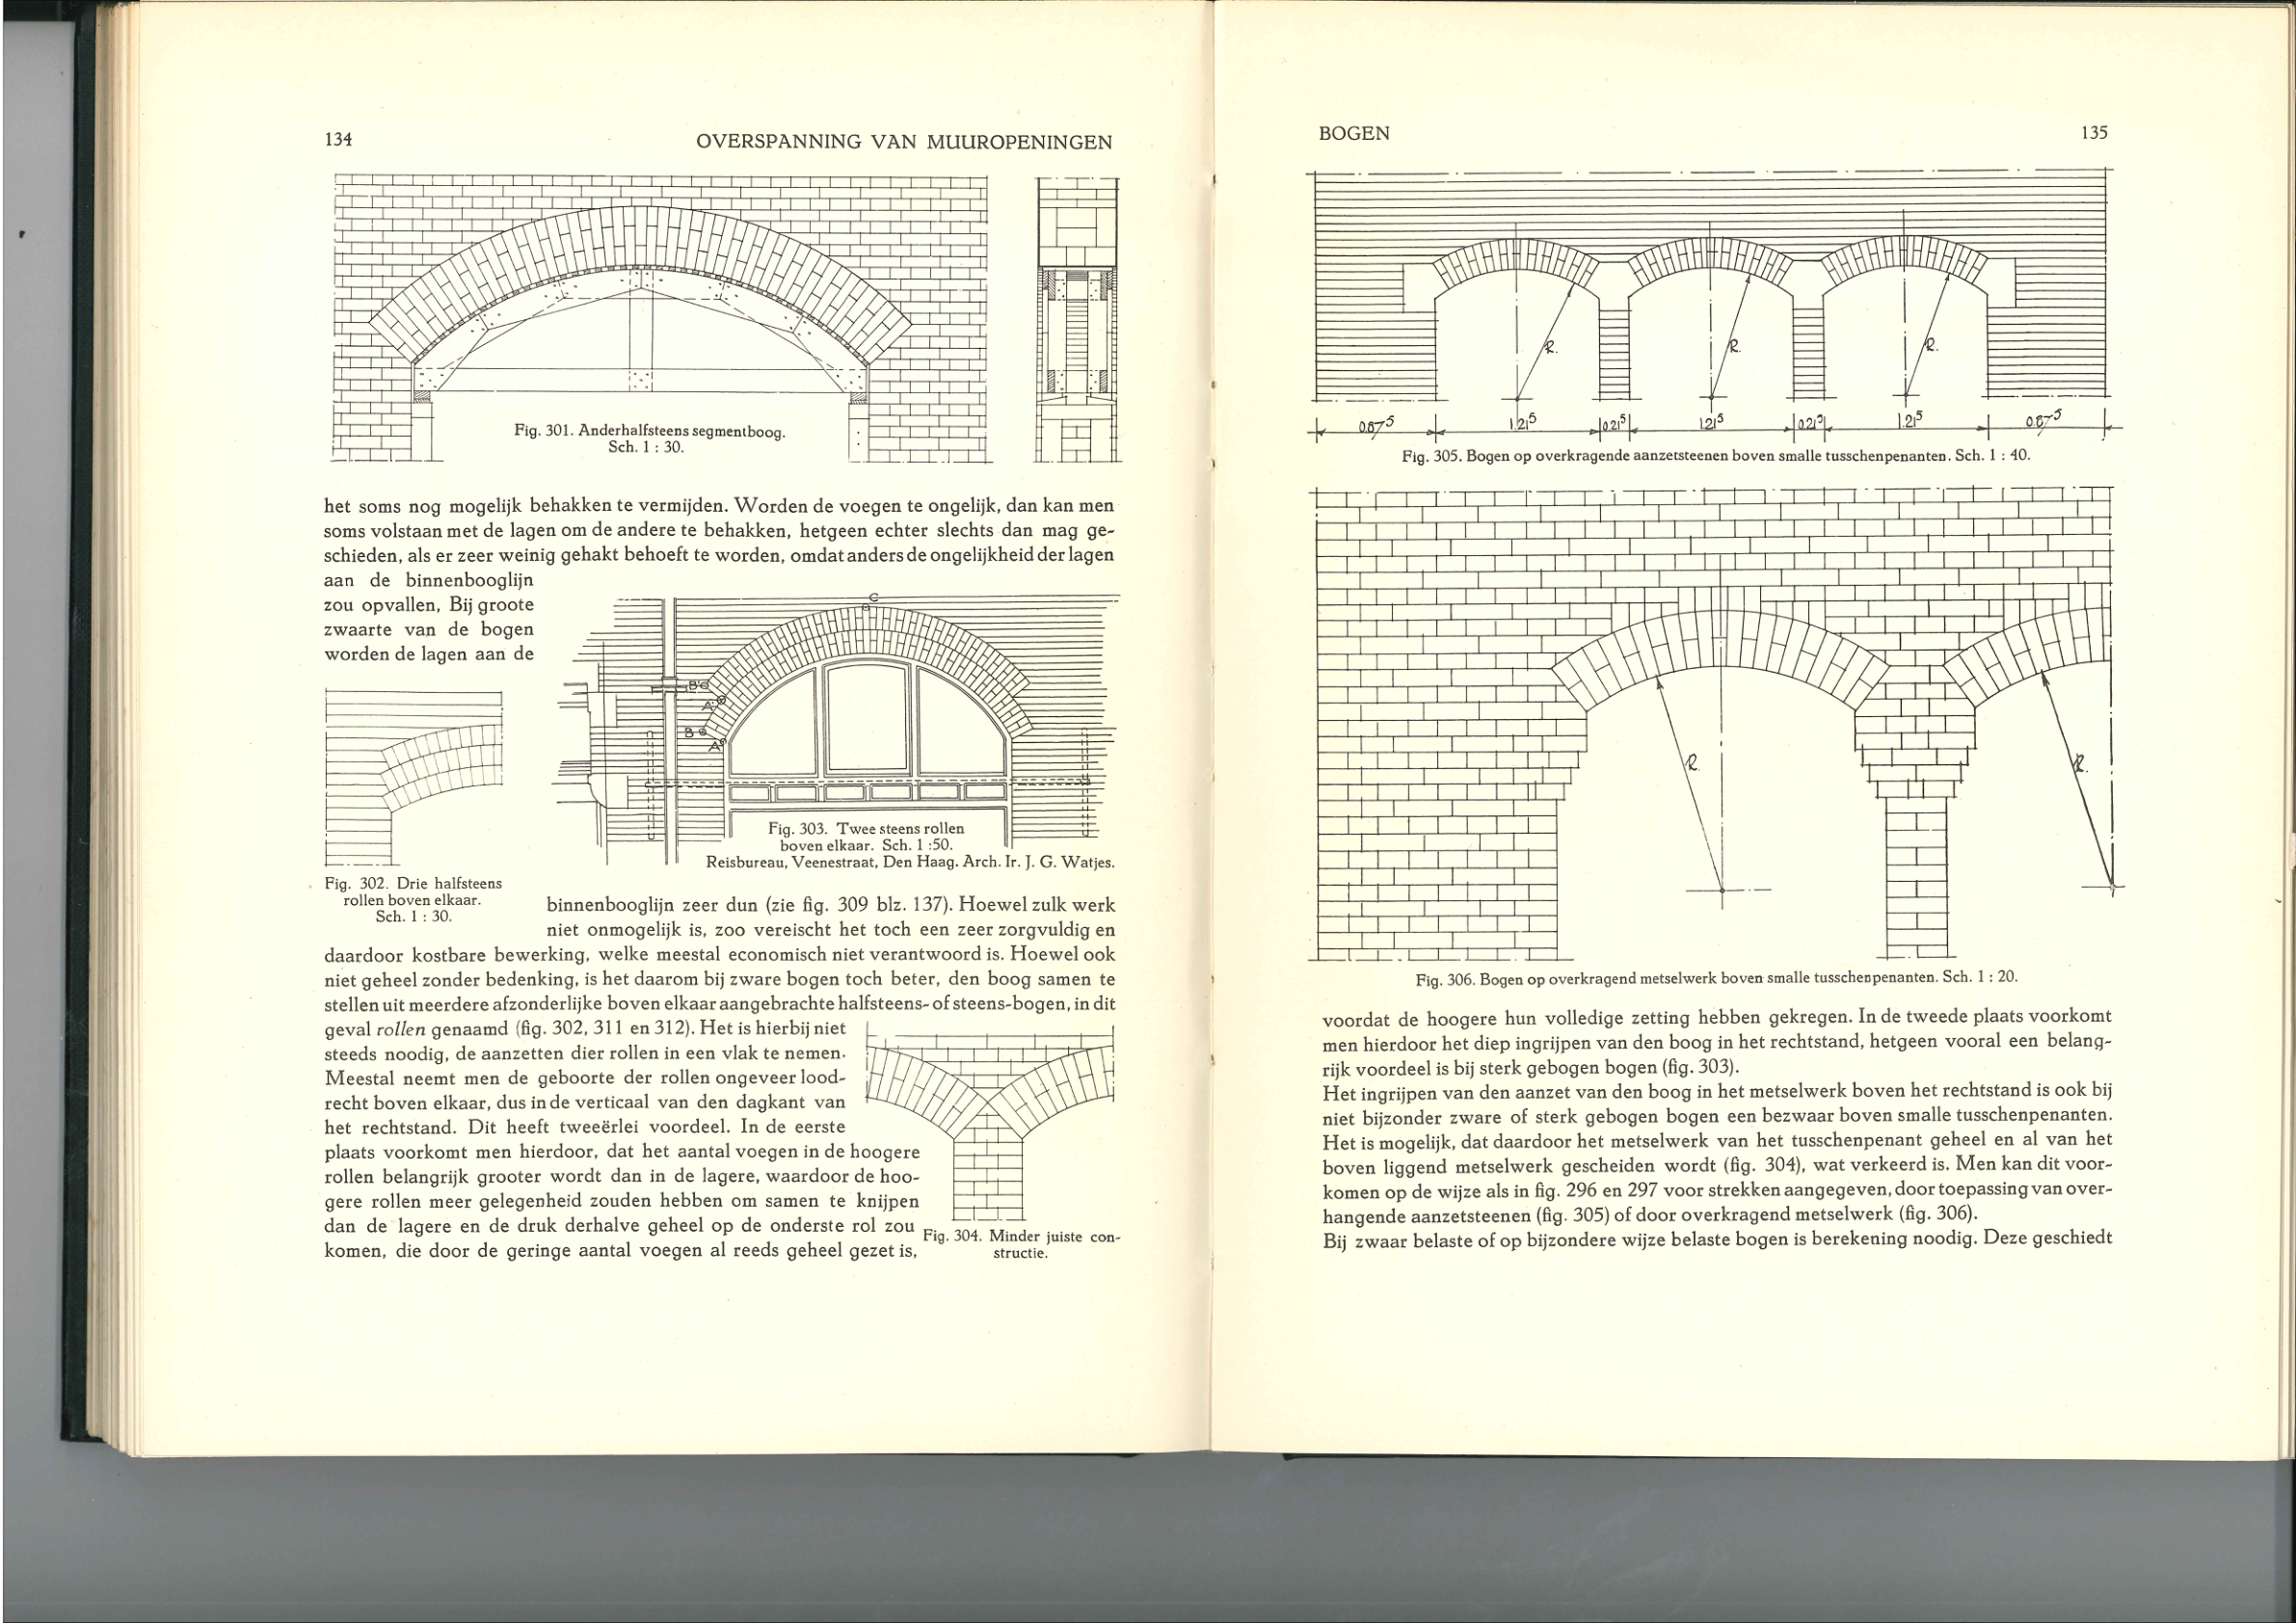 134
OVERSPANNING VAN MUUROPENINGEN
Fig. 301. Anderhalfsteens segmentboog.
Sch. 1 : 30.
het soms nog mogelijk behakken te vermijden. Worden de voegen te ongelijk, dan kan men
soms volstaan met de lagen om de andere te behakken, hetgeen echter slechts dan mag ge-
schieden, als er zeer weinig gehakt behoeft te worden, omdat anders de ongelijkheid der lagen
aan de binnenbooglijn
zou opvallen, Bij groote
zwaarte van de bogen
worden de lagen aan de
C
B'
A'
B
A
Fig. 303. Twee steens rollen
boven elkaar. Sch. 1 :50.
Reisbureau, Veenestraat, Den Haag. Arch. Ir. J. G. Watjes.
Fig. 302. Drie halfsteens
rollen boven elkaar.
Sch. 1 : 30.
binnenbooglijn zeer dun (zie fig. 309 blz. 137). Hoewel zulk werk
niet onmogelijk is, zoo vereischt het toch een zeer zorgvuldig en
daardoor kostbare bewerking, welke meestal economisch niet verantwoord is. Hoewel ook
niet geheel zonder bedenking, is het daarom bij zware bogen toch beter, den boog samen te
stellen uit meerdere afzonderlijke boven elkaar aangebrachte halfsteens- of steens-bogen, in dit
geval rollen genaamd (fig. 302, 311 en 312). Het is hierbij niet
steeds noodig, de aanzetten dier rollen in een vlak te nemen.
Meestal neemt men de geboorte der rollen ongeveer lood-
recht boven elkaar, dus in de verticaal van den dagkant van
het rechtstand. Dit heeft tweeërlei voordeel. In de eerste
plaats voorkomt men hierdoor, dat het aantal voegen in de hoogere
rollen belangrijk grooter wordt dan in de lagere, waardoor de hoo-
gere rollen meer gelegenheid zouden hebben om samen te knijpen
dan de lagere en de druk derhalve geheel op de onderste rol zou
komen, die door de geringe aantal voegen al reeds geheel gezet is,
Fig. 304. Minder juiste con-
structie.
BOGEN
135
R. R. R.
0.87⁵ 1.21⁵ 0.21⁵ 1.21⁵ 0.21⁵ 1.21⁵ 0.87⁵
Fig. 305. Bogen op overkragende aanzetsteenen boven smalle tusschenpenanten. Sch. 1 : 40.
R. R.
Fig. 306. Bogen op overkragend metselwerk boven smalle tusschenpenanten. Sch. 1 : 20.
voordat de hoogere hun volledige zetting hebben gekregen. In de tweede plaats voorkomt
men hierdoor het diep ingrijpen van den boog in het rechtstand, hetgeen vooral een belang-
rijk voordeel is bij sterk gebogen bogen (fig. 303).
Het ingrijpen van den aanzet van den boog in het metselwerk boven het rechtstand is ook bij
niet bijzonder zware of sterk gebogen bogen een bezwaar boven smalle tusschenpenanten.
Het is mogelijk, dat daardoor het metselwerk van het tusschenpenant geheel en al van het
boven liggend metselwerk gescheiden wordt (fig. 304), wat verkeerd is. Men kan dit voor-
komen op de wijze als in fig. 296 en 297 voor strekken aangegeven, door toepassing van over-
hangende aanzetsteenen (fig. 305) of door overkragend metselwerk (fig. 306).
Bij zwaar belaste of op bijzondere wijze belaste bogen is berekening noodig. Deze geschiedt